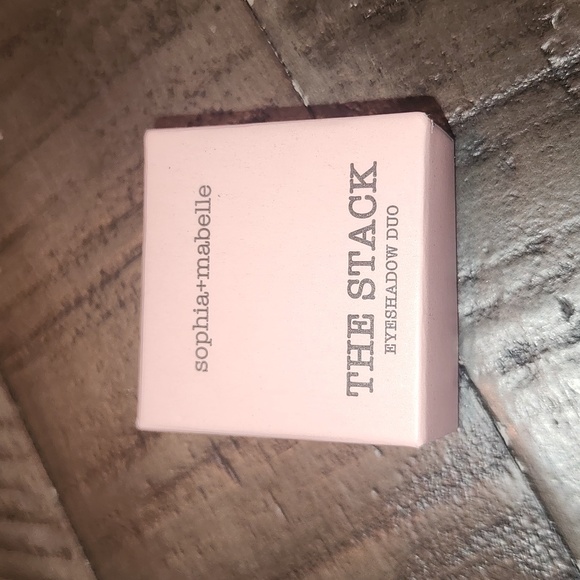 sophia+mabelle
THE STACK
EYESHADOW DUO